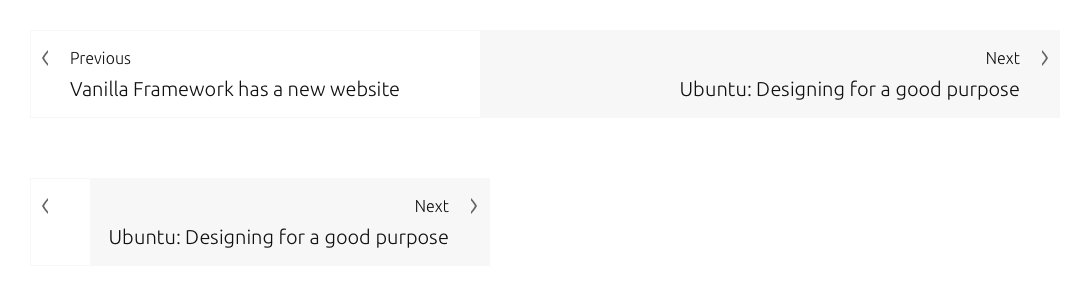 Previous
Vanilla Framework has a new website
Next
Ubuntu: Designing for a good purpose
Next
Ubuntu: Designing for a good purpose